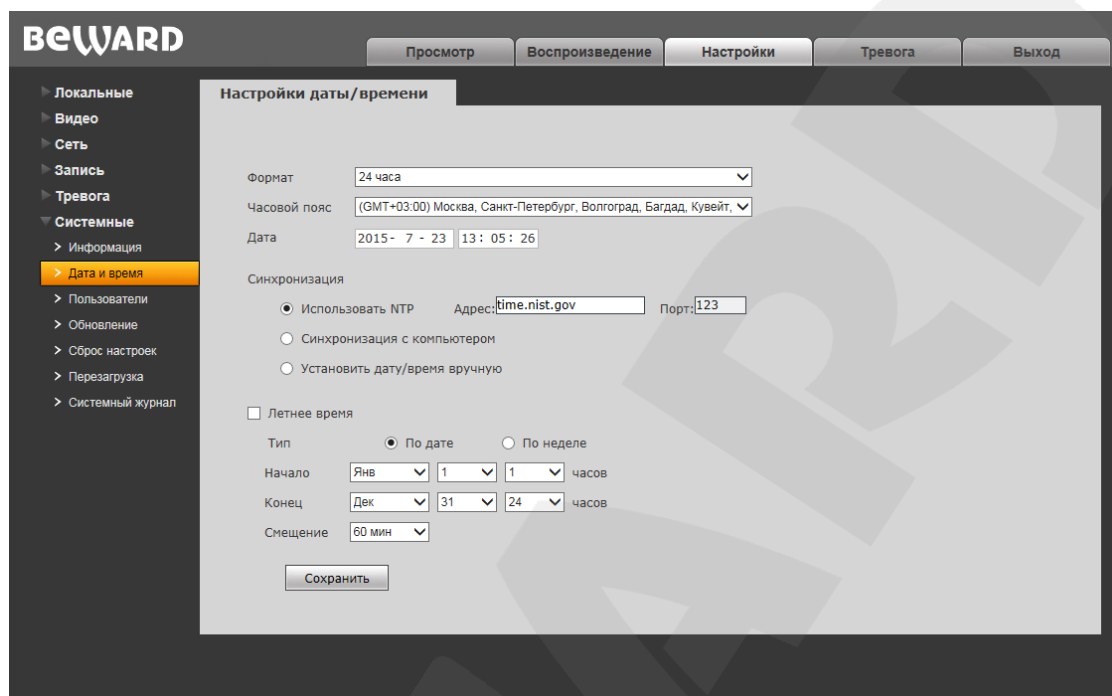 BEWARD
Просмотр Воспроизведение Настройки Тревога Выход
Локальные
Видео
Сеть
Запись
Тревога
Системные
> Информация
> Дата и время
> Пользователи
> Обновление
> Сброс настроек
> Перезагрузка
> Системный журнал
Настройки даты/времени
Формат 24 часа
Часовой пояс (GMT+03:00) Москва, Санкт-Петербург, Волгоград, Багдад, Кувейт,
Дата 2015- 7 - 23 13: 05: 26
Синхронизация
Использовать NTP Адрес: time.nist.gov Порт: 123
Синхронизация с компьютером
Установить дату/время вручную
Летнее время
Тип По дате По неделе
Начало Янв 1 1 часов
Конец Дек 31 24 часов
Смещение 60 мин
Сохранить